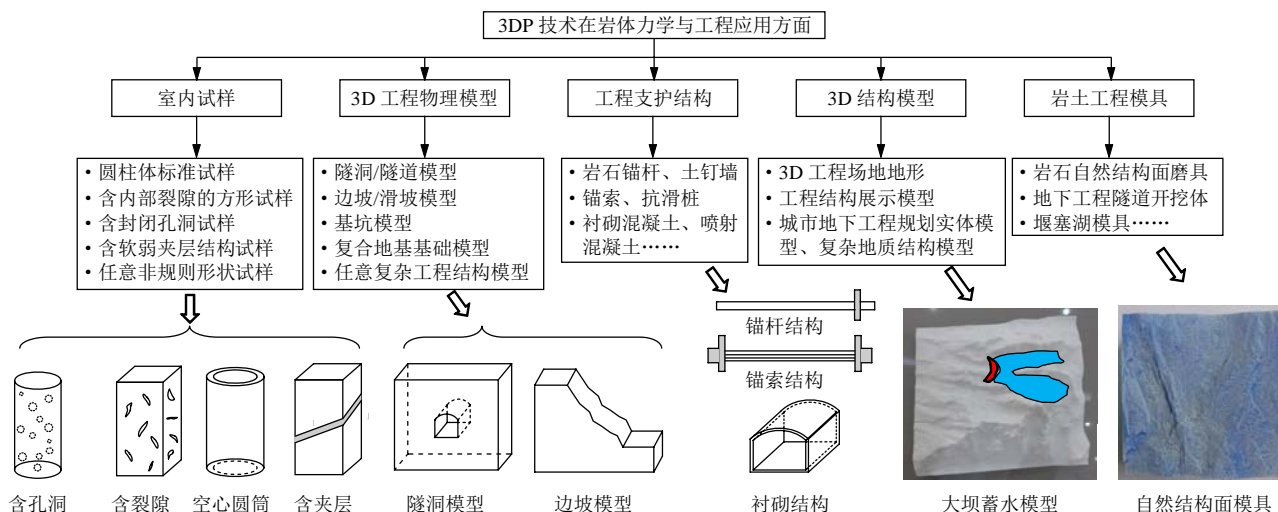 3DP 技术在岩体力学与工程应用方面
室内试样
3D 工程物理模型
工程支护结构
3D 结构模型
岩土工程模具
·圆柱体标准试样
·含内部裂隙的方形试样
·含封闭孔洞试样
·含软弱夹层结构试样
·任意非规则形状试样
·隧洞/隧道模型
·边坡/滑坡模型
·基坑模型
·复合地基基础模型
·任意复杂工程结构模型
·岩石锚杆、土钉墙
·锚索、抗滑桩
·衬砌混凝土、喷射
混凝土……
·3D 工程场地地形
·工程结构展示模型
·城市地下工程规划实体模
型、复杂地质结构模型
·岩石自然结构面磨具
·地下工程隧道开挖体
·堰塞湖模具……
锚杆结构
锚索结构
含孔洞
含裂隙
空心圆筒
含夹层
隧洞模型
边坡模型
衬砌结构
大坝蓄水模型
自然结构面模具